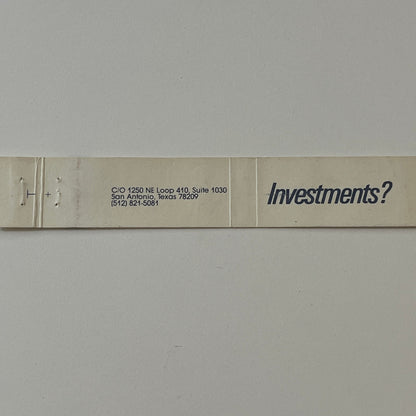 C/O 1250 NE Loop 410, Suite 1030
San Antonio, Texas 78209
(512) 821-5081
Investments?